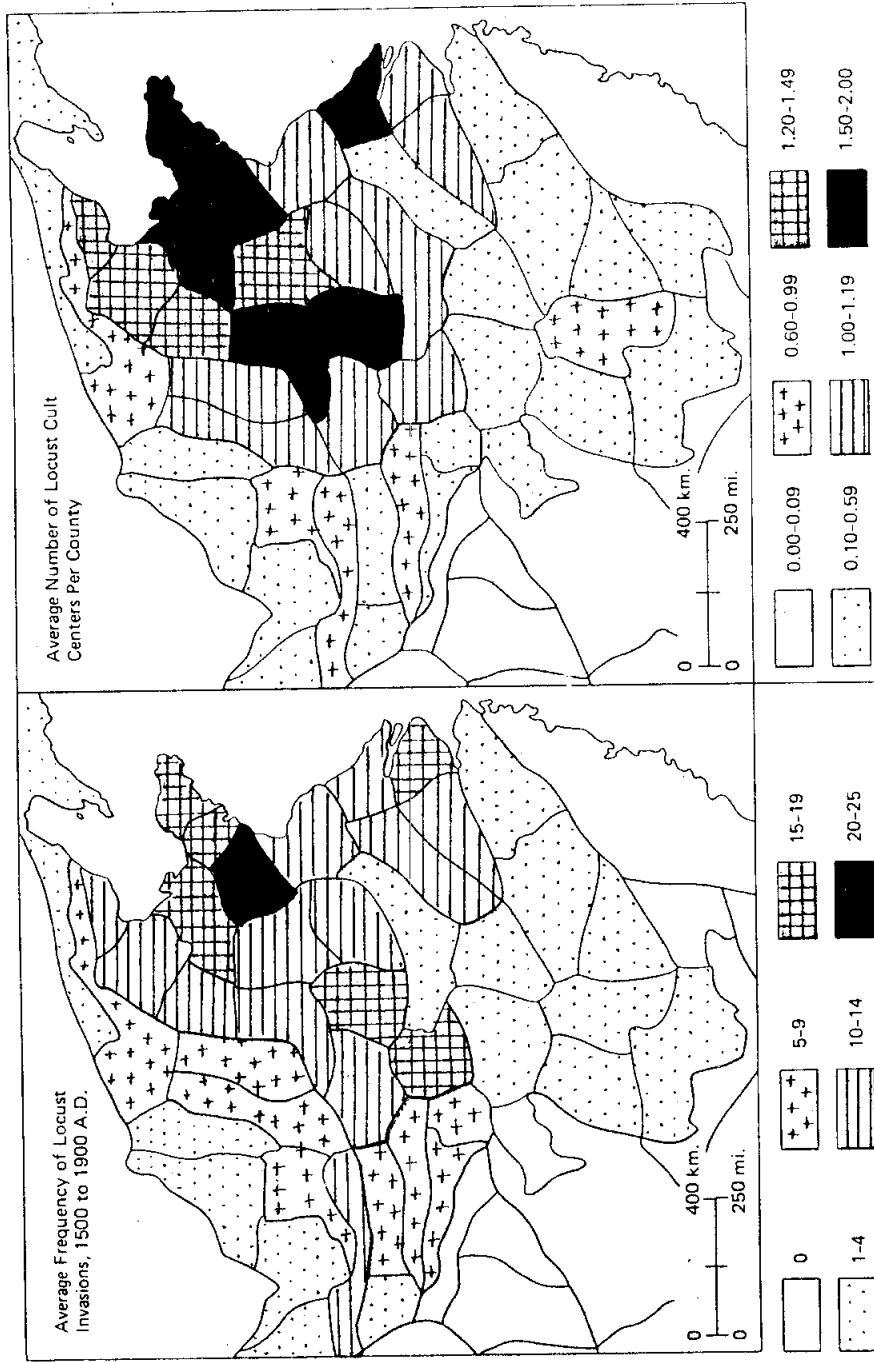 Average Frequency of Locust
Invasions, 1500 to 1900 A.D.
0 400 km.
0 250 mi.
0
5-9
15-19
1-4
10-14
20-25
Average Number of Locust Cult
Centers Per County
0 400 km.
0 250 mi.
0.00-0.09
0.60-0.99
1.20-1.49
0.10-0.59
1.00-1.19
1.50-2.00